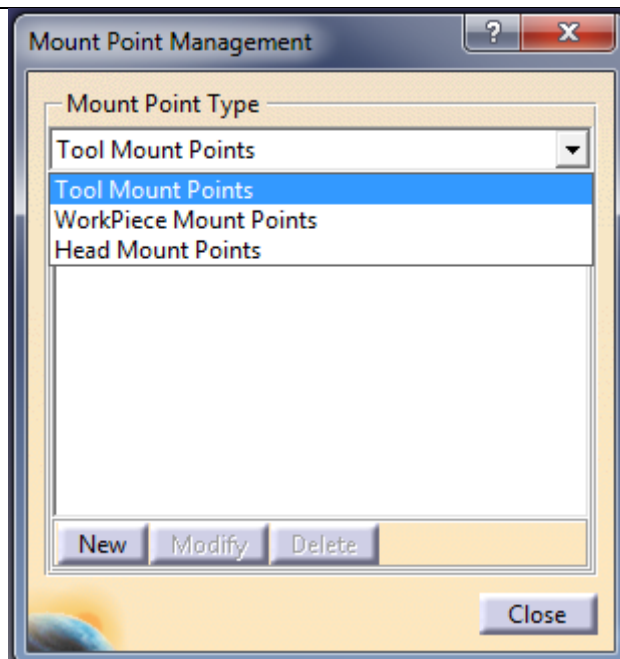 Mount Point Management
?
X
Mount Point Type
Tool Mount Points
Tool Mount Points
WorkPiece Mount Points
Head Mount Points
New Modify Delete
Close